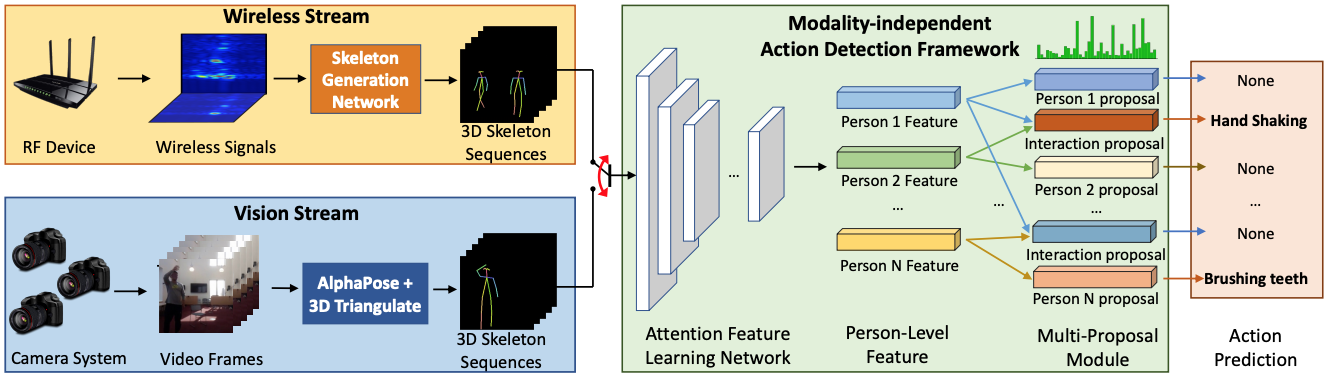 Wireless Stream
Skeleton
Generation
Network
RF Device
Wireless Signals
3D Skeleton
Sequences
Vision Stream
AlphaPose +
3D Triangulate
Camera System
Video Frames
3D Skeleton
Sequences
Modality-independent
Action Detection Framework
...
Attention Feature
Learning Network
Person 1 Feature
Person 2 Feature
...
Person N Feature
Person-Level
Feature
...
Person 1 proposal
Interaction proposal
Person 2 proposal
...
Interaction proposal
Person N proposal
Multi-Proposal
Module
None
Hand Shaking
None
...
None
Brushing teeth
Action
Prediction